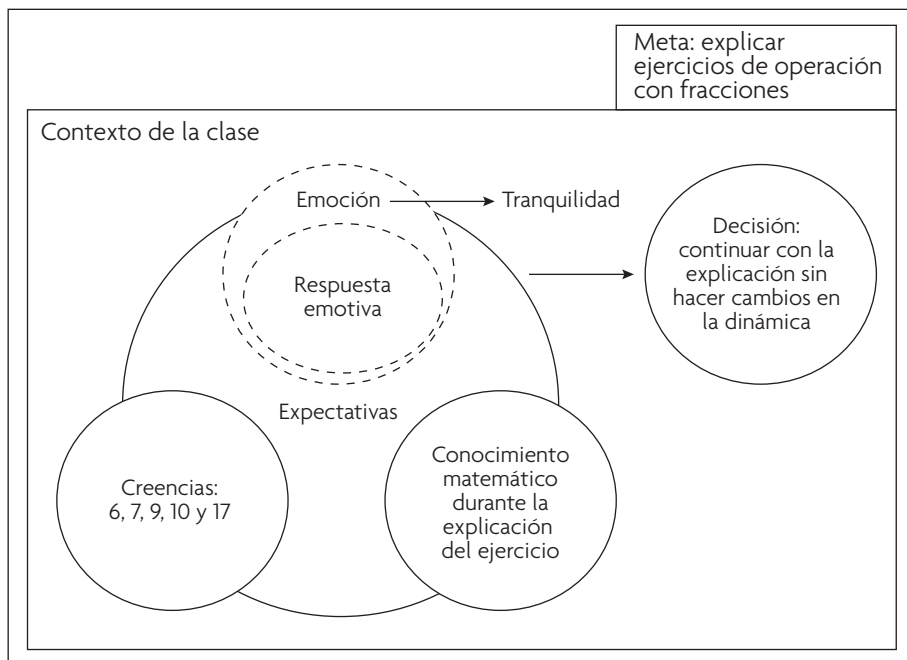 Meta: explicar
ejercicios de operación
con fracciones
Contexto de la clase
Emoción
Tranquilidad
Respuesta
emotiva
Decisión:
continuar con la
explicación sin
hacer cambios en
la dinámica
Expectativas
Creencias:
6, 7, 9, 10 y 17
Conocimiento
matemático
durante la
explicación
del ejercicio